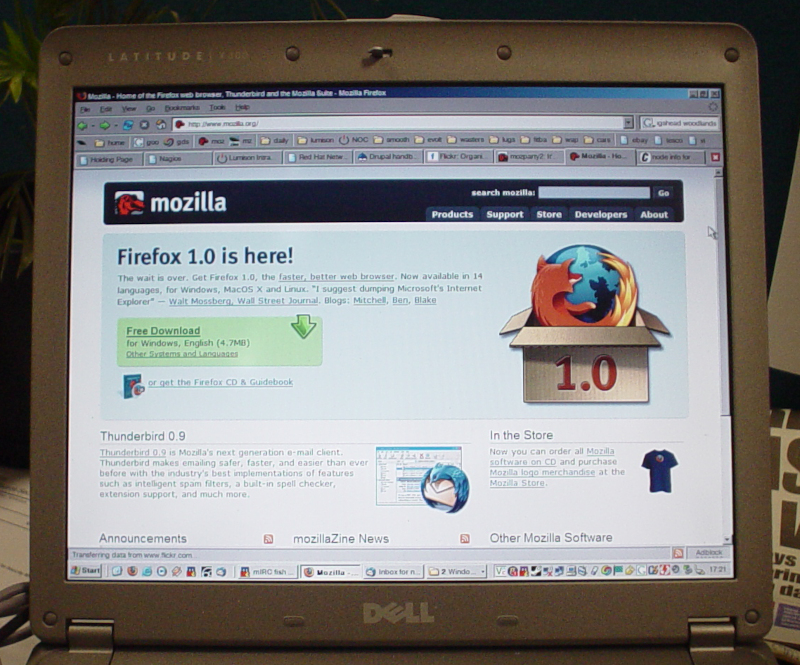 LATITUDE | X300
Mozilla - Home of the Firefox web browser, Thunderbird and the Mozilla Suite - Mozilla Firefox
File Edit View Go Bookmarks Tools Help
http://www.mozilla.org/
gahead woodlands
home goo gda moz mz daily lumison NOC smooth evolt wasters lugs fitba wap ebay tesco
Holding Page Nagios Lumison Intra... Red Hat Netw... Drupal handb... Flickr: Organi... mozparty2 Mozilla - Ho... node info for ...
mozilla
search mozilla: Go
Products Support Store Developers About
Firefox 1.0 is here!
The wait is over. Get Firefox 1.0, the faster, better web browser. Now available in 14
languages, for Windows, MacOS X and Linux. "I suggest dumping Microsoft's Internet
Explorer" — Walt Mossberg, Wall Street Journal. Blogs: Mitchell, Ben, Blake
Free Download
for Windows, English (4.7MB)
Other Systems and Languages
or get the Firefox CD & Guidebook
1.0
Thunderbird 0.9
Thunderbird 0.9 is Mozilla's next generation e-mail client.
Thunderbird makes emailing safer, faster, and easier than ever
before with the industry's best implementations of features
such as intelligent spam filters, a built-in spell checker,
extension support, and much more.
In the Store
Now you can order all Mozilla
software on CD and purchase
Mozilla logo merchandise at the
Mozilla Store.
Announcements mozillaZine News Other Mozilla Software
Transferring data from www.flickr.com...
Adblock
Start mIRC fish ... Mozilla - ... Inbox for n... 2 Windo... 17:21
DELL